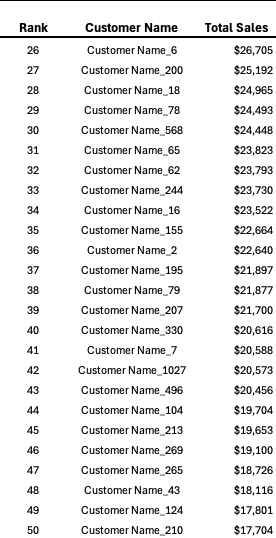 Rank Customer Name Total Sales
26 Customer Name_6 $26,705
27 Customer Name_200 $25,192
28 Customer Name_18 $24,965
29 Customer Name_78 $24,493
30 Customer Name_568 $24,448
31 Customer Name_65 $23,823
32 Customer Name_62 $23,793
33 Customer Name_244 $23,730
34 Customer Name_16 $23,522
35 Customer Name_155 $22,664
36 Customer Name_2 $22,640
37 Customer Name_195 $21,897
38 Customer Name_79 $21,877
39 Customer Name_207 $21,700
40 Customer Name_330 $20,616
41 Customer Name_7 $20,588
42 Customer Name_1027 $20,573
43 Customer Name_496 $20,456
44 Customer Name_104 $19,704
45 Customer Name_213 $19,653
46 Customer Name_269 $19,100
47 Customer Name_265 $18,726
48 Customer Name_43 $18,116
49 Customer Name_124 $17,801
50 Customer Name_210 $17,704